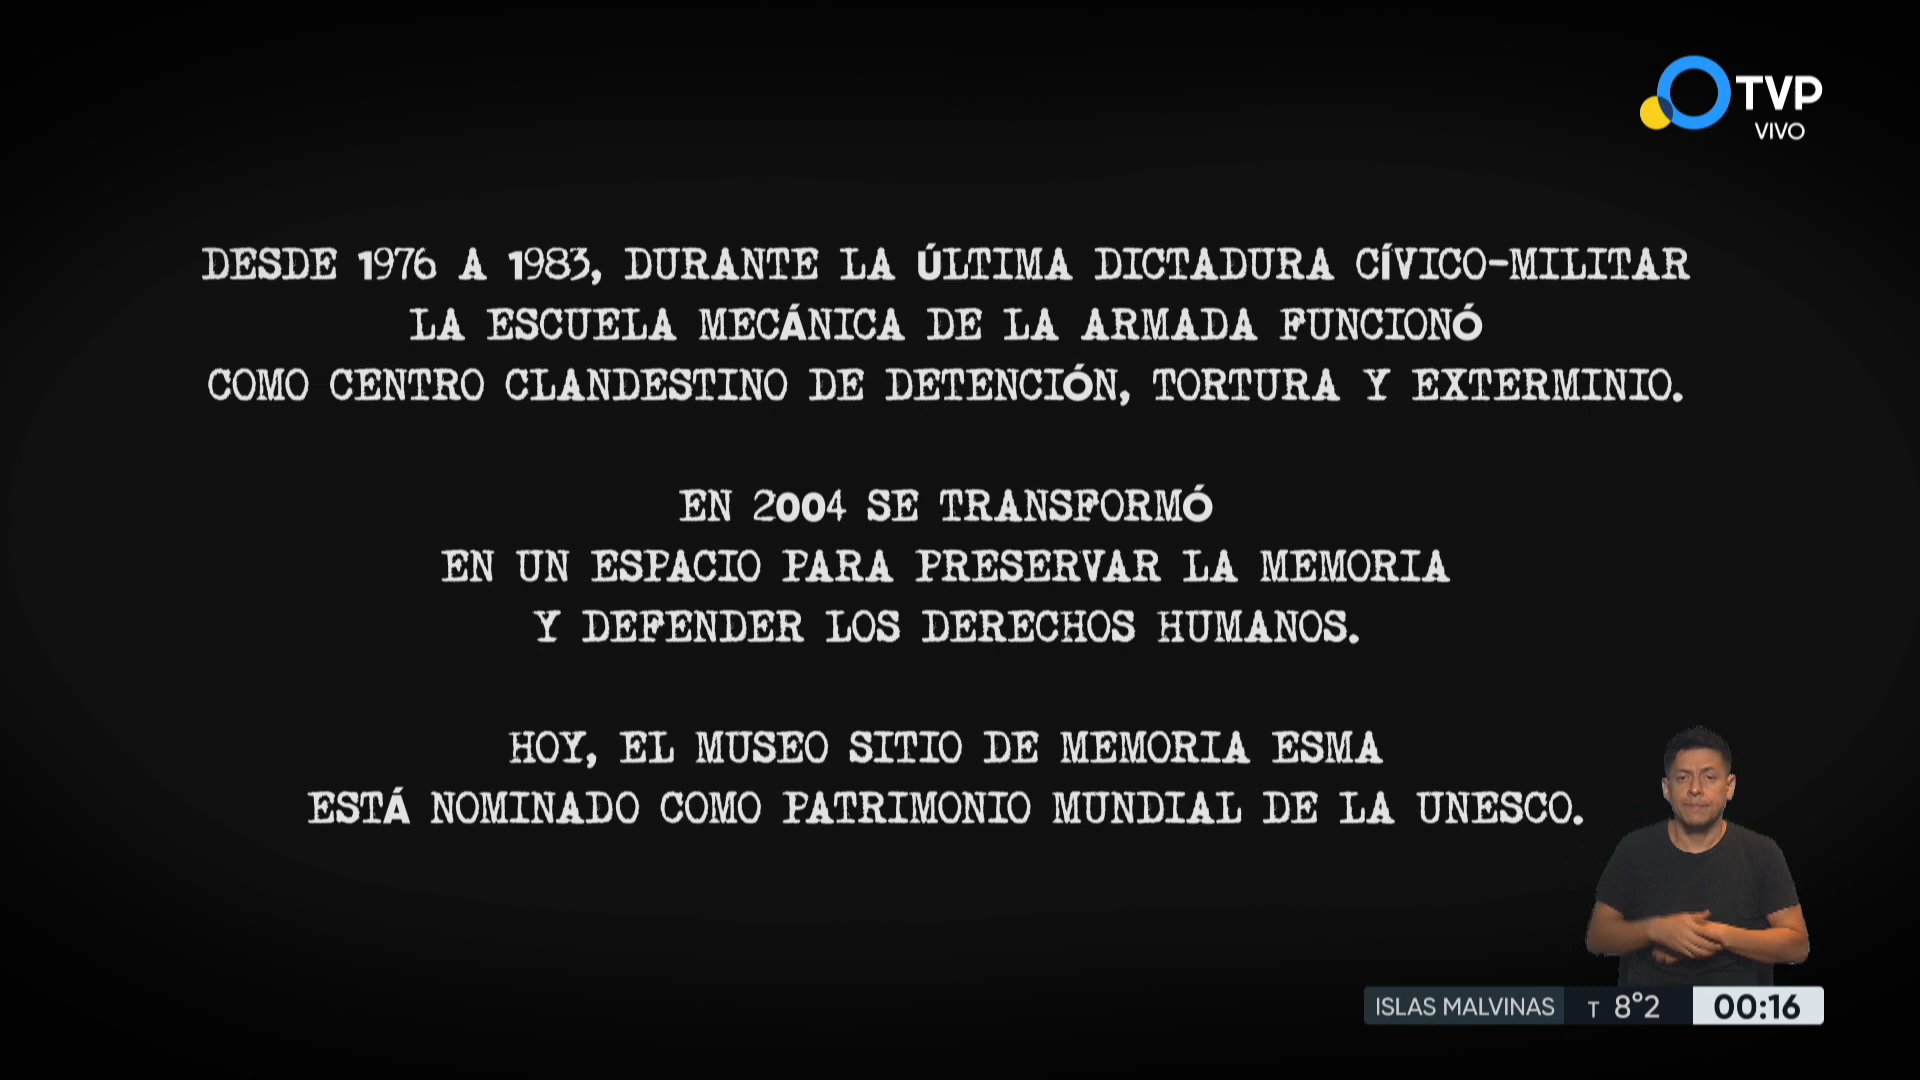 TVP
VIVO
DESDE 1976 A 1983, DURANTE LA ÚLTIMA DICTADURA CÍVICO-MILITAR
LA ESCUELA MECÁNICA DE LA ARMADA FUNCIONÓ
COMO CENTRO CLANDESTINO DE DETENCIÓN, TORTURA Y EXTERMINIO.
EN 2004 SE TRANSFORMÓ
EN UN ESPACIO PARA PRESERVAR LA MEMORIA
Y DEFENDER LOS DERECHOS HUMANOS.
HOY, EL MUSEO SITIO DE MEMORIA ESMA
ESTÁ NOMINADO COMO PATRIMONIO MUNDIAL DE LA UNESCO.
ISLAS MALVINAS T 8°2 00:16